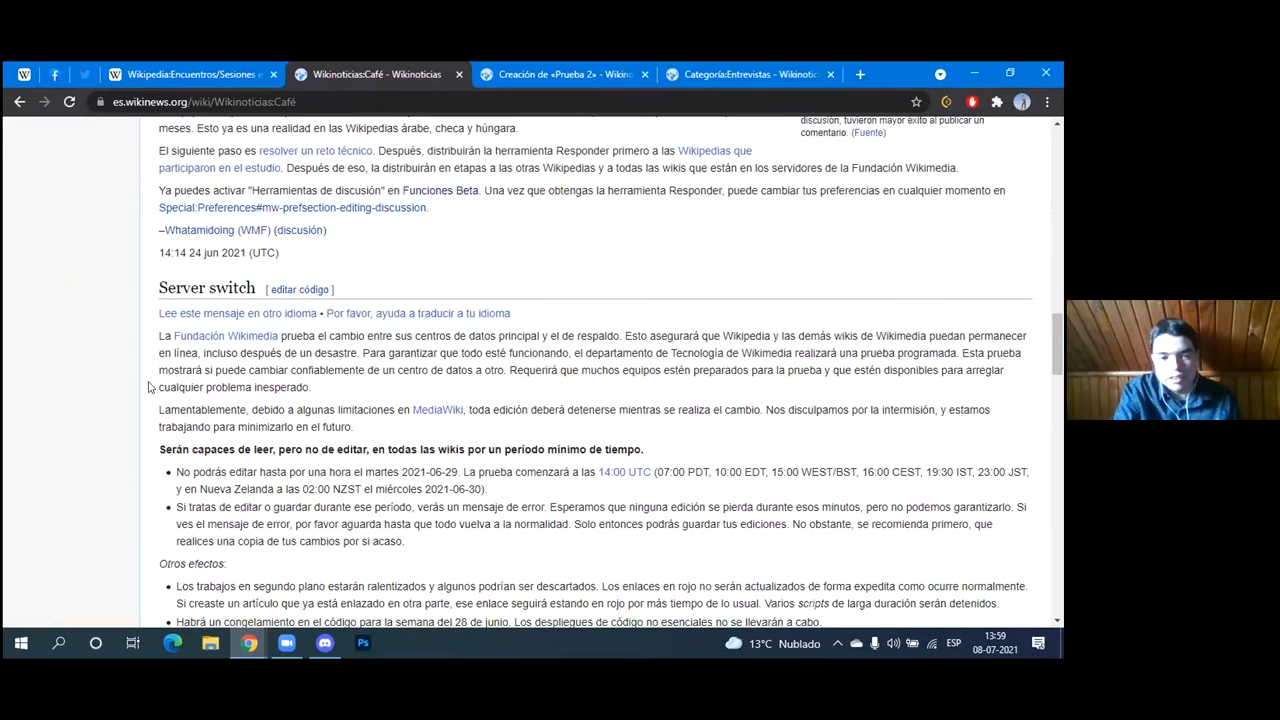 Wikipedia:Encuentros/Sesiones e
Wikinoticias:Café - Wikinoticias
Creación de «Prueba 2» - Wikino
Categoría:Entrevistas - Wikinotic
es.wikinews.org/wiki/Wikinoticias:Café
discusión, tuvieron mayor éxito al publicar un
comentario. (Fuente)
meses. Esto ya es una realidad en las Wikipedias árabe, checa y húngara.
El siguiente paso es resolver un reto técnico. Después, distribuirán la herramienta Responder primero a las Wikipedias que
participaron en el estudio. Después de eso, la distribuirán en etapas a las otras Wikipedias y a todas las wikis que están en los servidores de la Fundación Wikimedia.
Ya puedes activar "Herramientas de discusión" en Funciones Beta. Una vez que obtengas la herramienta Responder, puede cambiar tus preferencias en cualquier momento en
Special:Preferences#mw-prefsection-editing-discussion.
–Whatamidoing (WMF) (discusión)
14:14 24 jun 2021 (UTC)
Server switch [ editar código ]
Lee este mensaje en otro idioma • Por favor, ayuda a traducir a tu idioma
La Fundación Wikimedia prueba el cambio entre sus centros de datos principal y el de respaldo. Esto asegurará que Wikipedia y las demás wikis de Wikimedia puedan permanecer
en línea, incluso después de un desastre. Para garantizar que todo esté funcionando, el departamento de Tecnología de Wikimedia realizará una prueba programada. Esta prueba
mostrará si puede cambiar confiablemente de un centro de datos a otro. Requerirá que muchos equipos estén preparados para la prueba y que estén disponibles para arreglar
cualquier problema inesperado.
Lamentablemente, debido a algunas limitaciones en MediaWiki, toda edición deberá detenerse mientras se realiza el cambio. Nos disculpamos por la intermisión, y estamos
trabajando para minimizarlo en el futuro.
Serán capaces de leer, pero no de editar, en todas las wikis por un período mínimo de tiempo.
• No podrás editar hasta por una hora el martes 2021-06-29. La prueba comenzará a las 14:00 UTC (07:00 PDT, 10:00 EDT, 15:00 WEST/BST, 16:00 CEST, 19:30 IST, 23:00 JST,
y en Nueva Zelanda a las 02:00 NZST el miércoles 2021-06-30).
• Si tratas de editar o guardar durante ese período, verás un mensaje de error. Esperamos que ninguna edición se pierda durante esos minutos, pero no podemos garantizarlo. Si
ves el mensaje de error, por favor aguarda hasta que todo vuelva a la normalidad. Solo entonces podrás guardar tus ediciones. No obstante, se recomienda primero, que
realices una copia de tus cambios por si acaso.
Otros efectos:
• Los trabajos en segundo plano estarán ralentizados y algunos podrían ser descartados. Los enlaces en rojo no serán actualizados de forma expedita como ocurre normalmente.
Si creaste un artículo que ya está enlazado en otra parte, ese enlace seguirá estando en rojo por más tiempo de lo usual. Varios scripts de larga duración serán detenidos.
• Habrá un congelamiento en el código para la semana del 28 de junio. Los despliegues de código no esenciales no se llevarán a cabo.
13°C Nublado
ESP
13:59
08-07-2021